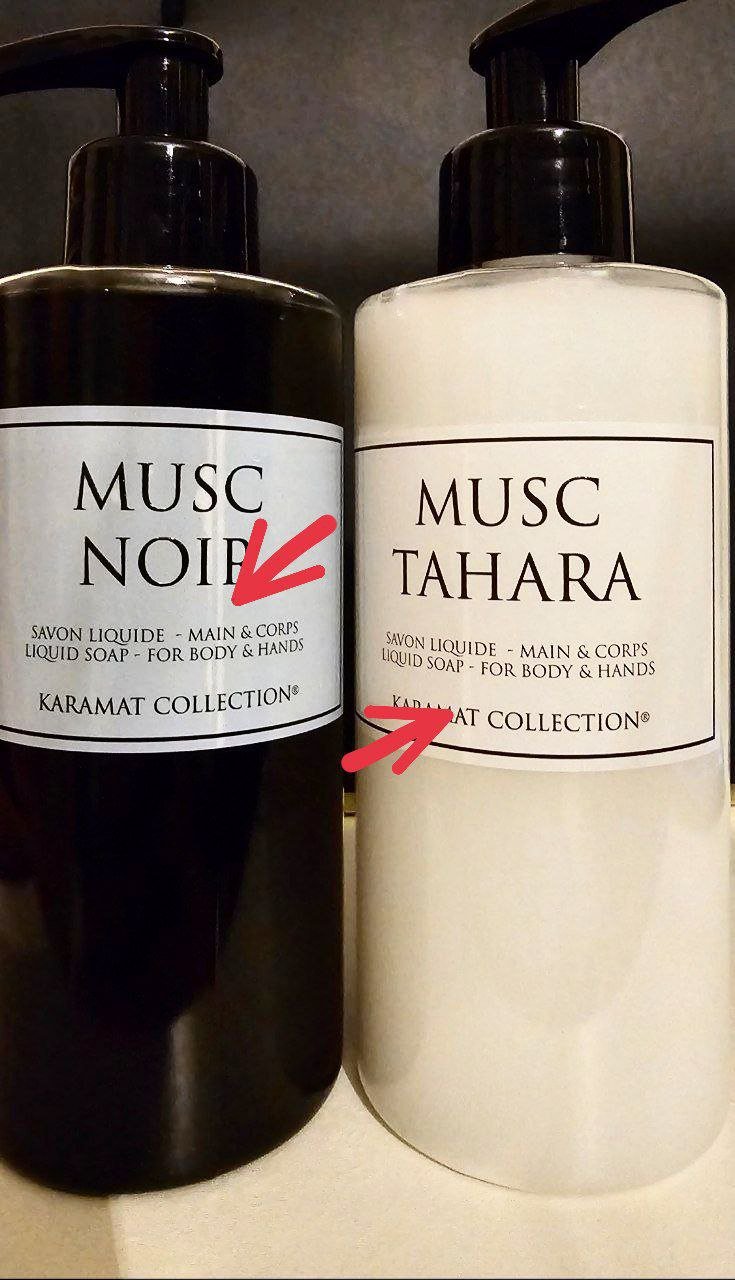 MUSC
NOIR
SAVON LIQUIDE - MAIN & CORPS
LIQUID SOAP - FOR BODY & HANDS
KARAMAT COLLECTION®
MUSC
TAHARA
SAVON LIQUIDE - MAIN & CORPS
LIQUID SOAP - FOR BODY & HANDS
KARAMAT COLLECTION®